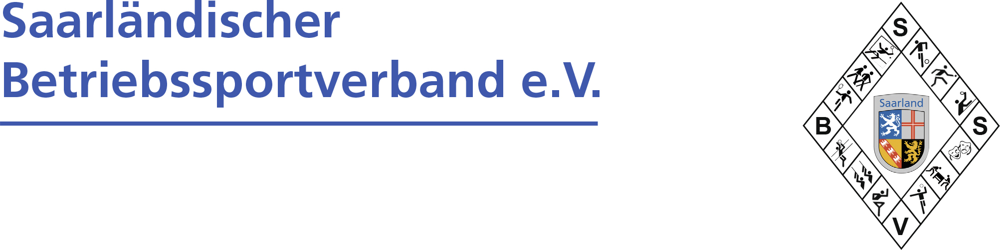 Saarländischer
Betriebssportverband e.V.
S
B
S
V
Saarland